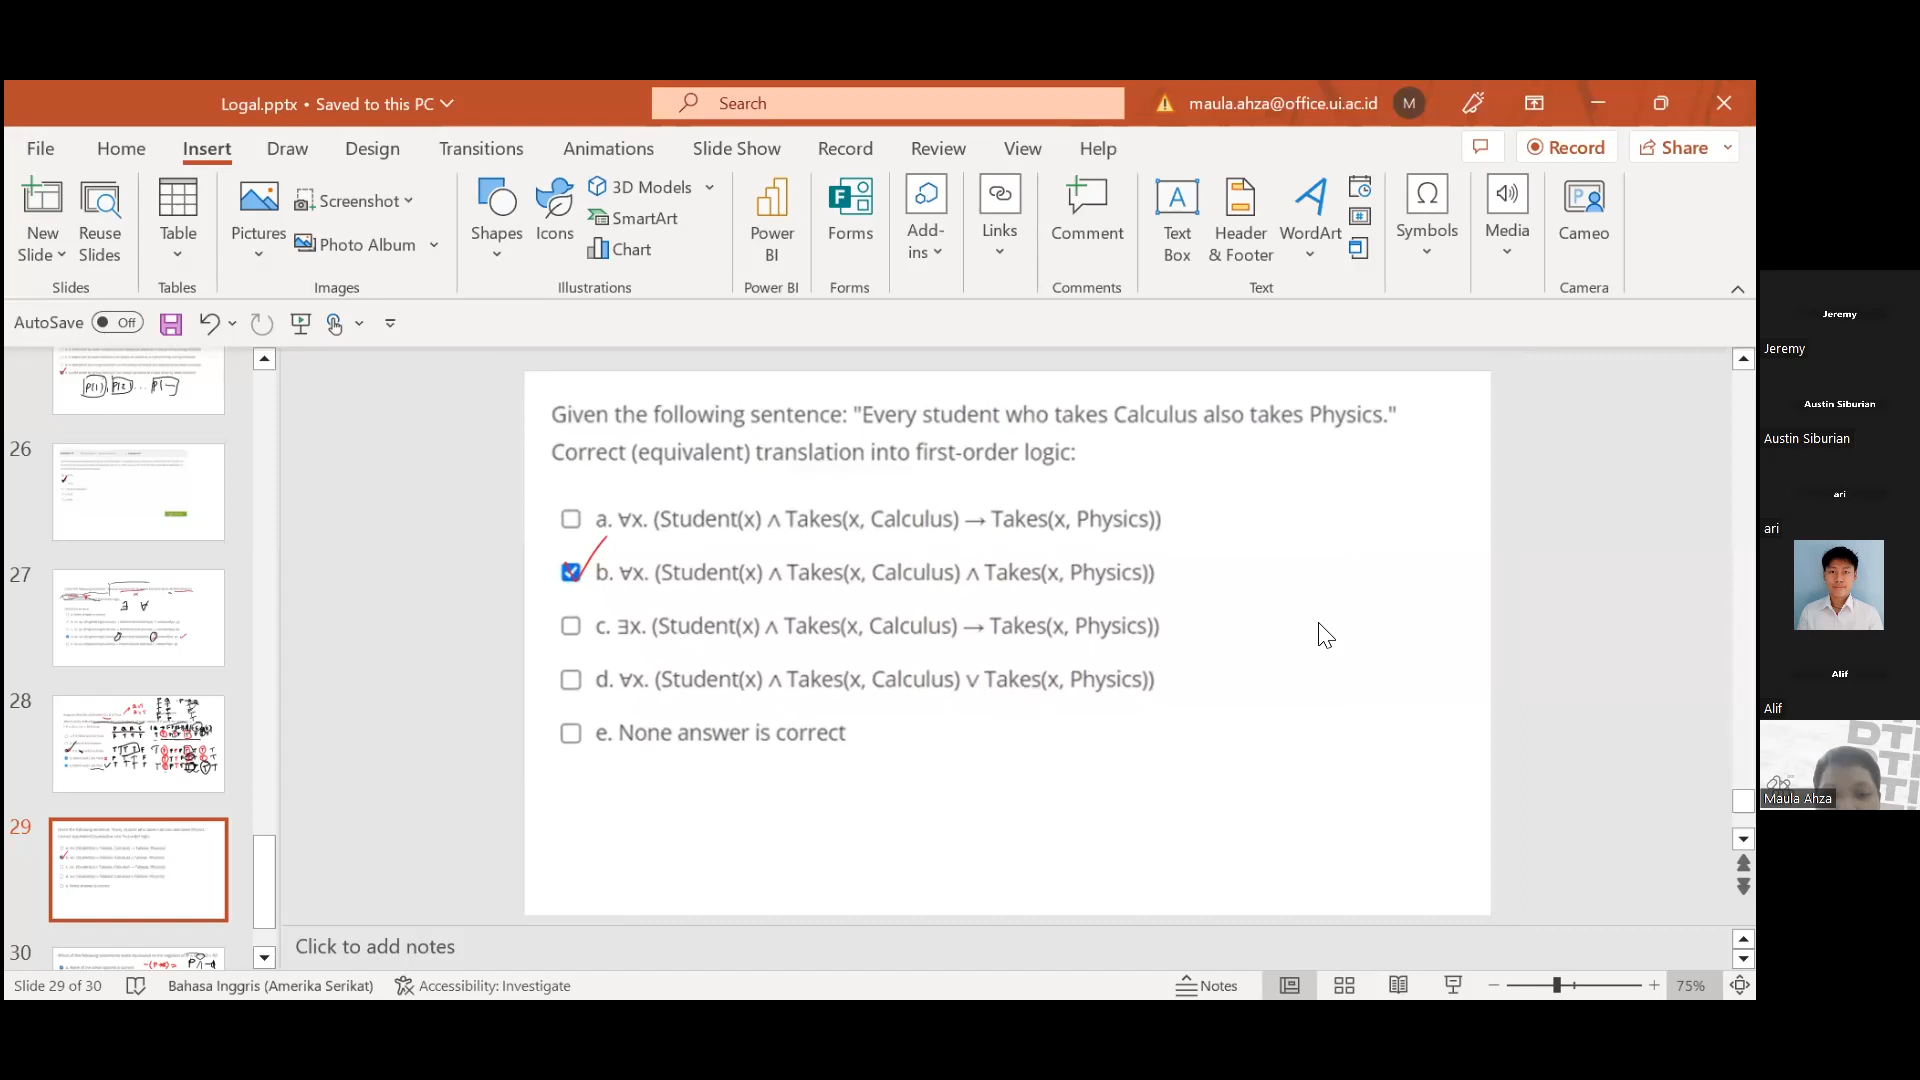 Logal.pptx • Saved to this PC
Search
maula.ahza@office.ui.ac.id
M
File Home Insert Draw Design Transitions Animations Slide Show Record Review View Help
Record
Share
New Slide
Reuse Slides
Table
Pictures
Screenshot
Photo Album
Shapes
Icons
3D Models
SmartArt
Chart
Power BI
Forms
Add-ins
Links
Comment
Text Box
Header & Footer
WordArt
Symbols
Media
Cameo
Slides Tables Images Illustrations Power BI Forms Comments Text Camera
AutoSave Off
26
27
28
29
30
Given the following sentence: "Every student who takes Calculus also takes Physics."
Correct (equivalent) translation into first-order logic:
a. ∀x. (Student(x) ∧ Takes(x, Calculus) → Takes(x, Physics))
b. ∀x. (Student(x) ∧ Takes(x, Calculus) ∧ Takes(x, Physics))
c. ∃x. (Student(x) ∧ Takes(x, Calculus) → Takes(x, Physics))
d. ∀x. (Student(x) ∧ Takes(x, Calculus) ∨ Takes(x, Physics))
e. None answer is correct
Click to add notes
Slide 29 of 30
Bahasa Inggris (Amerika Serikat)
Accessibility: Investigate
Notes
75%
Jeremy
Jeremy
Austin Siburian
Austin Siburian
ari
ari
Alif
Alif
Maula Ahza